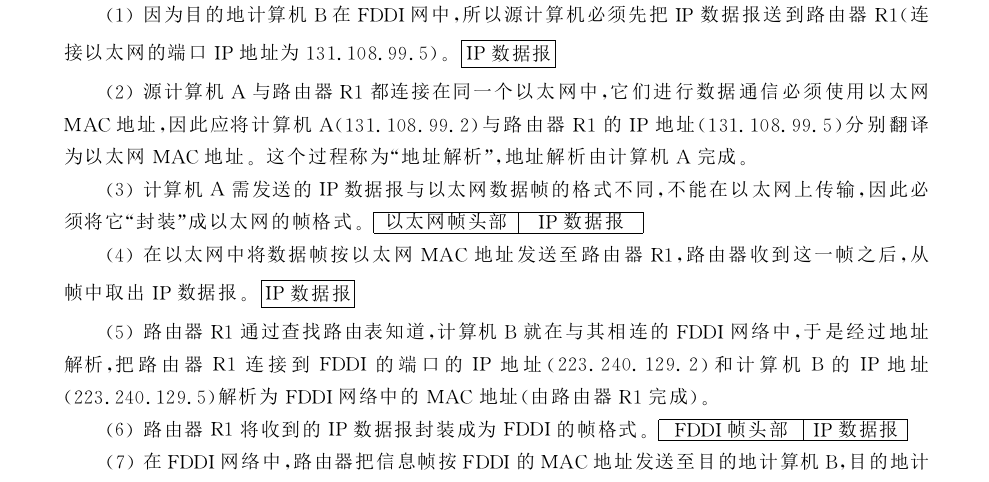 (1) 因为目的地计算机 B 在 FDDI 网中,所以源计算机必须先把 IP 数据报送到路由器 R1(连
接以太网的端口 IP 地址为 131.108.99.5)。 IP 数据报
(2) 源计算机 A 与路由器 R1 都连接在同一个以太网中,它们进行数据通信必须使用以太网
MAC 地址,因此应将计算机 A(131.108.99.2)与路由器 R1 的 IP 地址(131.108.99.5)分别翻译
为以太网 MAC 地址。这个过程称为“地址解析”,地址解析由计算机 A 完成。
(3) 计算机 A 需发送的 IP 数据报与以太网数据帧的格式不同,不能在以太网上传输,因此必
须将它“封装”成以太网的帧格式。 以太网帧头部 IP 数据报
(4) 在以太网中将数据帧按以太网 MAC 地址发送至路由器 R1,路由器收到这一帧之后,从
帧中取出 IP 数据报。 IP 数据报
(5) 路由器 R1 通过查找路由表知道,计算机 B 就在与其相连的 FDDI 网络中,于是经过地址
解析,把路由器 R1 连接到 FDDI 的端口的 IP 地址(223.240.129.2)和计算机 B 的 IP 地址
(223.240.129.5)解析为 FDDI 网络中的 MAC 地址(由路由器 R1 完成)。
(6) 路由器 R1 将收到的 IP 数据报封装成为 FDDI 的帧格式。 FDDI 帧头部 IP 数据报
(7) 在 FDDI 网络中,路由器把信息帧按 FDDI 的 MAC 地址发送至目的地计算机 B,目的地计